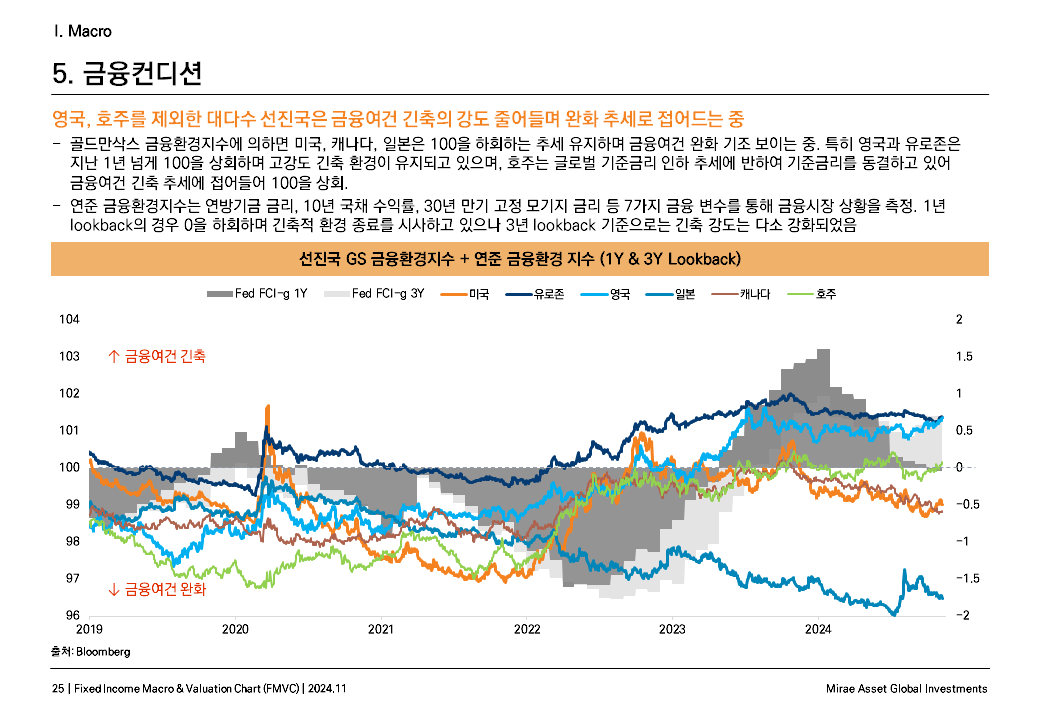 I. Macro
5. 금융컨디션
영국, 호주를 제외한 대다수 선진국은 금융여건 긴축의 강도 줄어들며 완화 추세로 접어드는 중
− 골드만삭스 금융환경지수에 의하면 미국, 캐나다, 일본은 100을 하회하는 추세 유지하며 금융여건 완화 기조 보이는 중. 특히 영국과 유로존은
지난 1년 넘게 100을 상회하며 고강도 긴축 환경이 유지되고 있으며, 호주는 글로벌 기준금리 인하 추세에 반하여 기준금리를 동결하고 있어
금융여건 긴축 추세에 접어들어 100을 상회.
− 연준 금융환경지수는 연방기금 금리, 10년 국채 수익률, 30년 만기 고정 모기지 금리 등 7가지 금융 변수를 통해 금융시장 상황을 측정. 1년
lookback의 경우 0을 하회하며 긴축적 환경 종료를 시사하고 있으나 3년 lookback 기준으로는 긴축 강도는 다소 강화되었음
선진국 GS 금융환경지수 + 연준 금융환경 지수 (1Y & 3Y Lookback)
Fed FCI-g 1Y Fed FCI-g 3Y 미국 유로존 영국 일본 캐나다 호주
104 2
103 ↑ 금융여건 긴축 1.5
102 1
101 0.5
100 0
99 −0.5
98 −1
97 ↓ 금융여건 완화 −1.5
96 −2
2019 2020 2021 2022 2023 2024
출처: Bloomberg
25 | Fixed Income Macro & Valuation Chart (FMVC) | 2024.11 Mirae Asset Global Investments